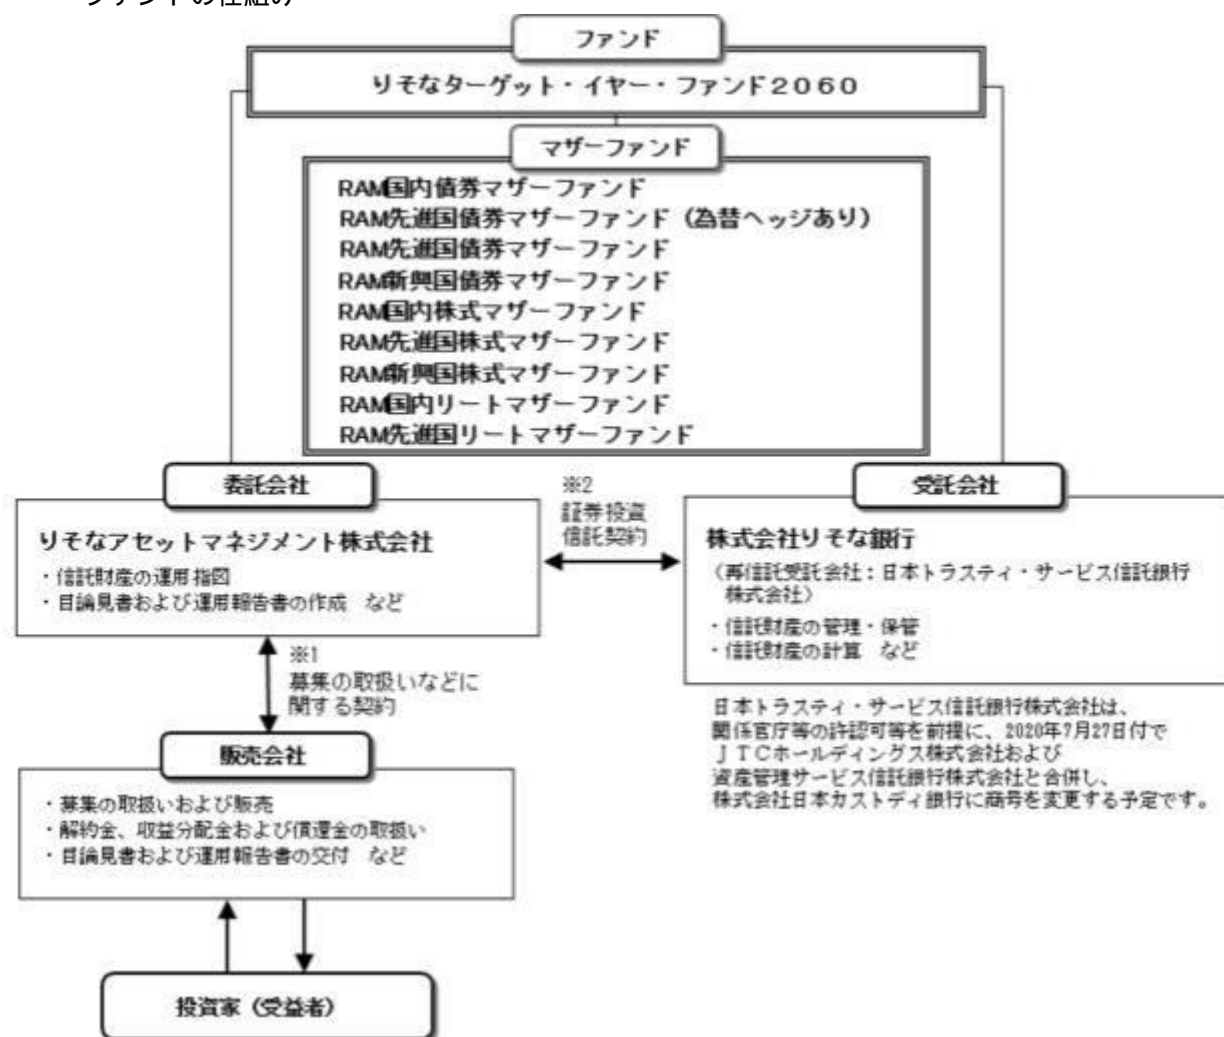 ファンドの仕組み
ファンド
りそなターゲット・イヤー・ファンド2060
マザーファンド
RAM国内債券マザーファンド
RAM先進国債券マザーファンド（為替ヘッジあり）
RAM先進国債券マザーファンド
RAM新興国債券マザーファンド
RAM国内株式マザーファンド
RAM先進国株式マザーファンド
RAM新興国株式マザーファンド
RAM国内リートマザーファンド
RAM先進国リートマザーファンド
委託会社
りそなアセットマネジメント株式会社
・信託財産の運用指図
・目論見書および運用報告書の作成　など
※2
証券投資
信託契約
受託会社
株式会社りそな銀行
（再信託受託会社：日本トラスティ・サービス信託銀行
株式会社）
・信託財産の管理・保管
・信託財産の計算　など
※1
募集の取扱いなどに
関する契約
日本トラスティ・サービス信託銀行株式会社は、
関係官庁等の許認可等を前提に、2020年7月27日付で
ＪＴＣホールディングス株式会社および
資産管理サービス信託銀行株式会社と合併し、
株式会社日本カストディ銀行に商号を変更する予定です。
販売会社
・募集の取扱いおよび販売
・解約金、収益分配金および償還金の取扱い
・目論見書および運用報告書の交付　など
投資家（受益者）